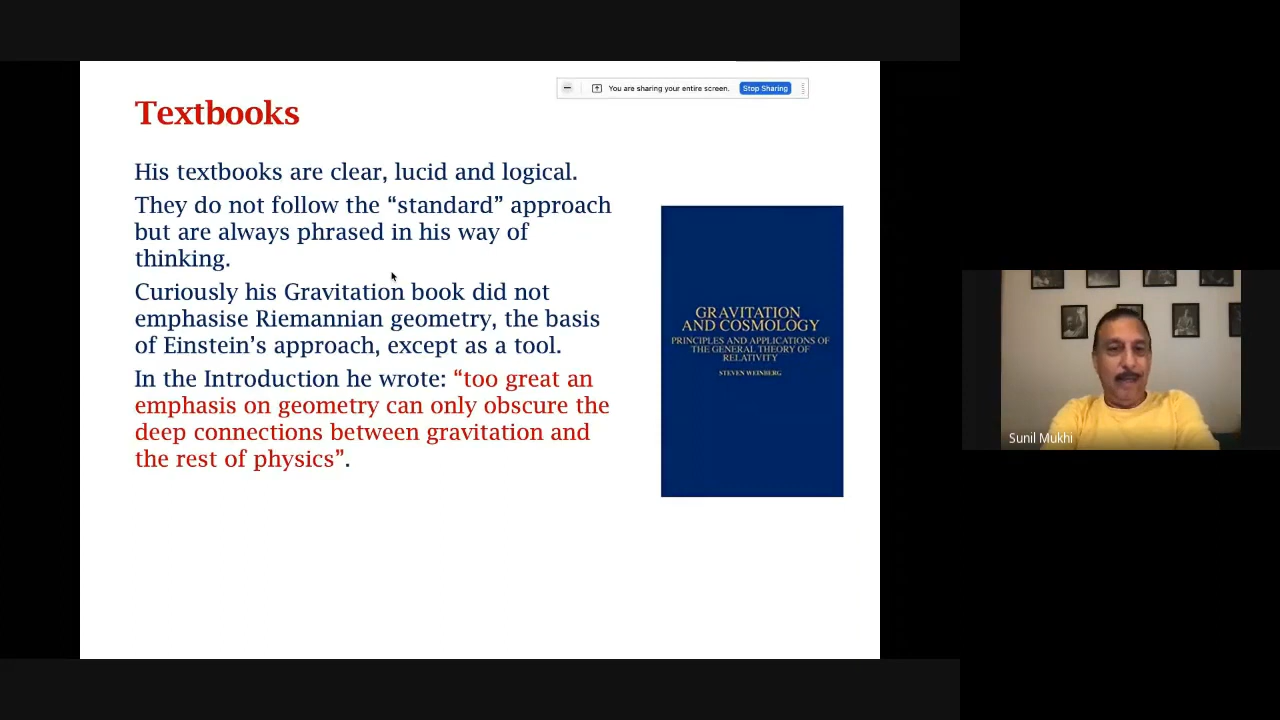 You are sharing your entire screen.
Stop Sharing
Textbooks
His textbooks are clear, lucid and logical.
They do not follow the “standard” approach
but are always phrased in his way of
thinking.
Curiously his Gravitation book did not
emphasise Riemannian geometry, the basis
of Einstein’s approach, except as a tool.
In the Introduction he wrote: “too great an
emphasis on geometry can only obscure the
deep connections between gravitation and
the rest of physics”.
GRAVITATION
AND COSMOLOGY
PRINCIPLES AND APPLICATIONS OF
THE GENERAL THEORY OF
RELATIVITY
STEVEN WEINBERG
Sunil Mukhi